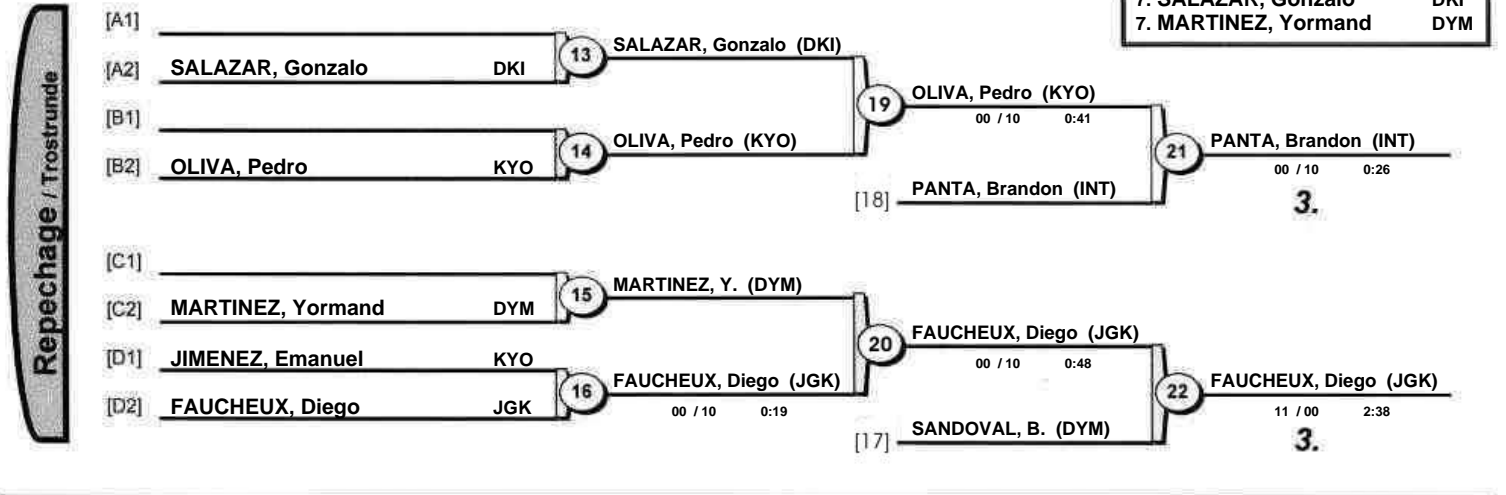 7. SALAZAR, Gonzalo DKI
7. MARTINEZ, Yormand DYM
Repechage / Trostrunde
[A1]
[A2] SALAZAR, Gonzalo DKI
13
SALAZAR, Gonzalo (DKI)
[B1]
[B2] OLIVA, Pedro KYO
14
OLIVA, Pedro (KYO)
19
OLIVA, Pedro (KYO)
00 / 10 0:41
[18] PANTA, Brandon (INT)
21
PANTA, Brandon (INT)
00 / 10 0:26
3.
[C1]
[C2] MARTINEZ, Yormand DYM
15
MARTINEZ, Y. (DYM)
[D1] JIMENEZ, Emanuel KYO
[D2] FAUCHEUX, Diego JGK
16
FAUCHEUX, Diego (JGK)
00 / 10 0:19
20
FAUCHEUX, Diego (JGK)
00 / 10 0:48
[17] SANDOVAL, B. (DYM)
22
FAUCHEUX, Diego (JGK)
11 / 00 2:38
3.